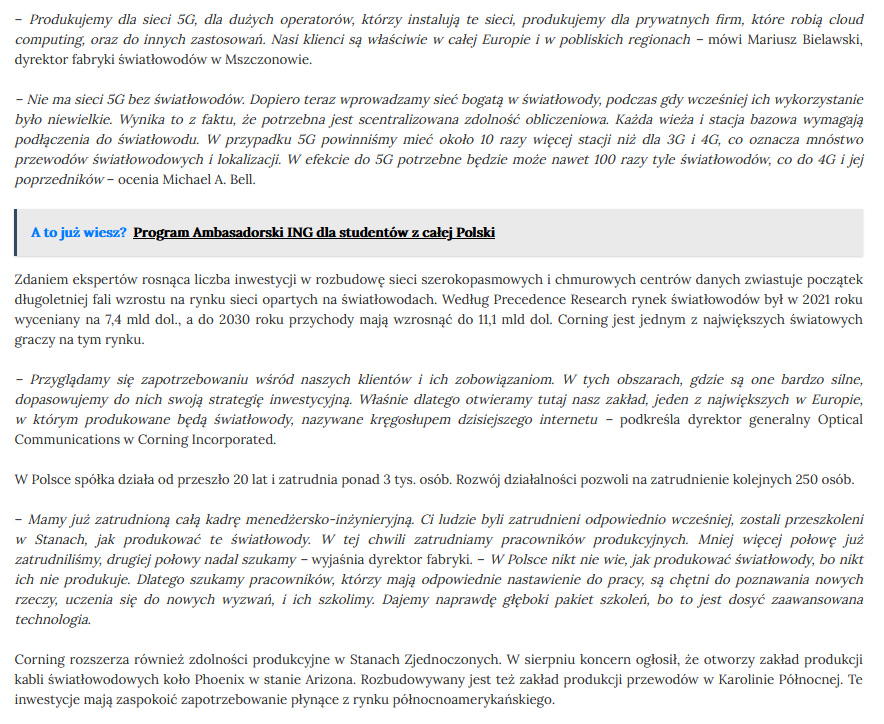 – Produkujemy dla sieci 5G, dla dużych operatorów, którzy instalują te sieci, produkujemy dla prywatnych firm, które robią cloud
computing, oraz do innych zastosowań. Nasi klienci są właściwie w całej Europie i w pobliskich regionach – mówi Mariusz Bielawski,
dyrektor fabryki światłowodów w Mszczonowie.
– Nie ma sieci 5G bez światłowodów. Dopiero teraz wprowadzamy sieć bogatą w światłowody, podczas gdy wcześniej ich wykorzystanie
było niewielkie. Wynika to z faktu, że potrzebna jest scentralizowana zdolność obliczeniowa. Każda wieża i stacja bazowa wymagają
podłączenia do światłowodu. W przypadku 5G powinniśmy mieć około 10 razy więcej stacji niż dla 3G i 4G, co oznacza mnóstwo
przewodów światłowodowych i lokalizacji. W efekcie do 5G potrzebne będzie może nawet 100 razy tyle światłowodów, co do 4G i jej
poprzedników – ocenia Michael A. Bell.
A to już wiesz? Program Ambasadorski ING dla studentów z całej Polski
Zdaniem ekspertów rosnąca liczba inwestycji w rozbudowę sieci szerokopasmowych i chmurowych centrów danych zwiastuje początek
długoletniej fali wzrostu na rynku sieci opartych na światłowodach. Według Precedence Research rynek światłowodów był w 2021 roku
wyceniany na 7,4 mld dol., a do 2030 roku przychody mają wzrosnąć do 11,1 mld dol. Corning jest jednym z największych światowych
graczy na tym rynku.
– Przyglądamy się zapotrzebowaniu wśród naszych klientów i ich zobowiązaniom. W tych obszarach, gdzie są one bardzo silne,
dopasowujemy do nich swoją strategię inwestycyjną. Właśnie dlatego otwieramy tutaj nasz zakład, jeden z największych w Europie,
w którym produkowane będą światłowody, nazywane kręgosłupem dzisiejszego internetu – podkreśla dyrektor generalny Optical
Communications w Corning Incorporated.
W Polsce spółka działa od przeszło 20 lat i zatrudnia ponad 3 tys. osób. Rozwój działalności pozwoli na zatrudnienie kolejnych 250 osób.
– Mamy już zatrudnioną całą kadrę menedżersko-inżynieryjną. Ci ludzie byli zatrudnieni odpowiednio wcześniej, zostali przeszkoleni
w Stanach, jak produkować te światłowody. W tej chwili zatrudniamy pracowników produkcyjnych. Mniej więcej połowę już
zatrudniliśmy, drugiej połowy nadal szukamy – wyjaśnia dyrektor fabryki. – W Polsce nikt nie wie, jak produkować światłowody, bo nikt
ich nie produkuje. Dlatego szukamy pracowników, którzy mają odpowiednie nastawienie do pracy, są chętni do poznawania nowych
rzeczy, uczenia się do nowych wyzwań, i ich szkolimy. Dajemy naprawdę głęboki pakiet szkoleń, bo to jest dosyć zaawansowana
technologia.
Corning rozszerza również zdolności produkcyjne w Stanach Zjednoczonych. W sierpniu koncern ogłosił, że otworzy zakład produkcji
kabli światłowodowych koło Phoenix w stanie Arizona. Rozbudowywany jest też zakład produkcji przewodów w Karolinie Północnej. Te
inwestycje mają zaspokoić zapotrzebowanie płynące z rynku północnoamerykańskiego.